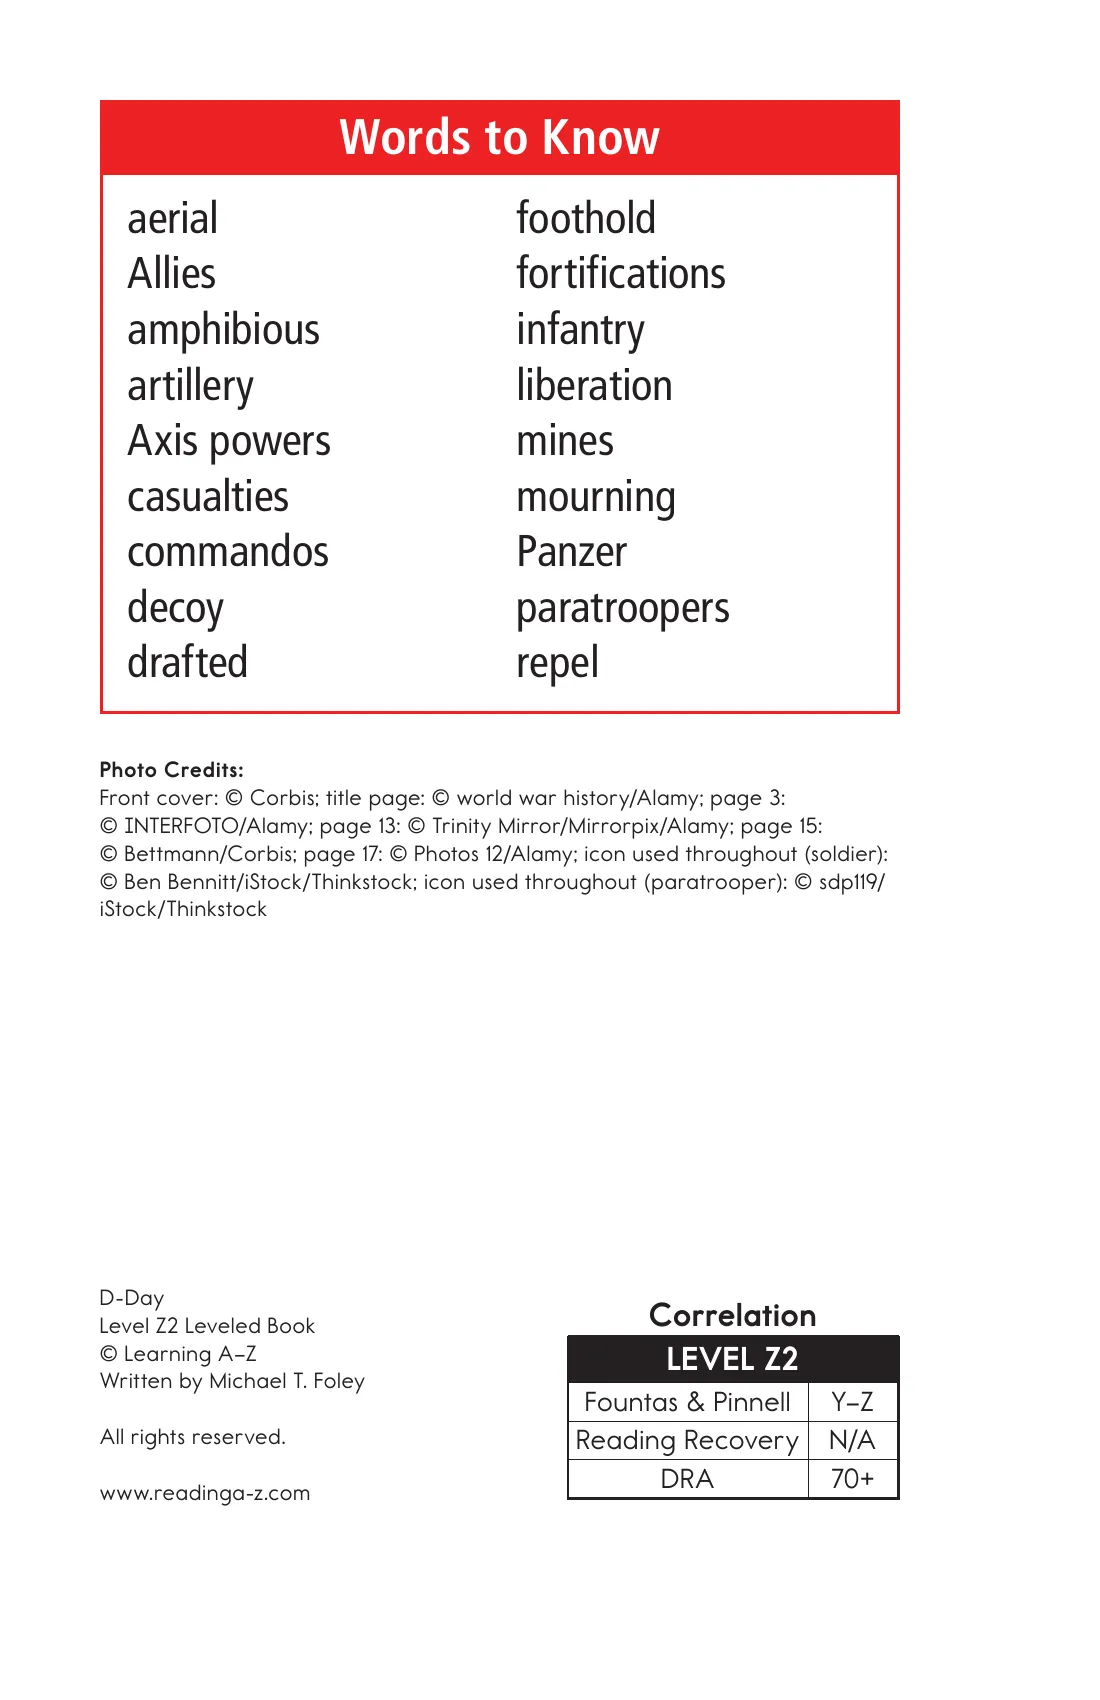 Words to Know
aerial
Allies
amphibious
artillery
Axis powers
casualties
commandos
decoy
drafted
foothold
fortifications
infantry
liberation
mines
mourning
Panzer
paratroopers
repel
Photo Credits:
Front cover: © Corbis; title page: © world war history/Alamy; page 3:
© INTERFOTO/Alamy; page 13: © Trinity Mirror/Mirrorpix/Alamy; page 15:
© Bettmann/Corbis; page 17: © Photos 12/Alamy; icon used throughout (soldier):
© Ben Bennitt/iStock/Thinkstock; icon used throughout (paratrooper): © sdp119/
iStock/Thinkstock
D-Day
Level Z2 Leveled Book
© Learning A–Z
Written by Michael T. Foley
All rights reserved.
www.readinga-z.com
Correlation
LEVEL Z2
Fountas & Pinnell Y–Z
Reading Recovery N/A
DRA 70+